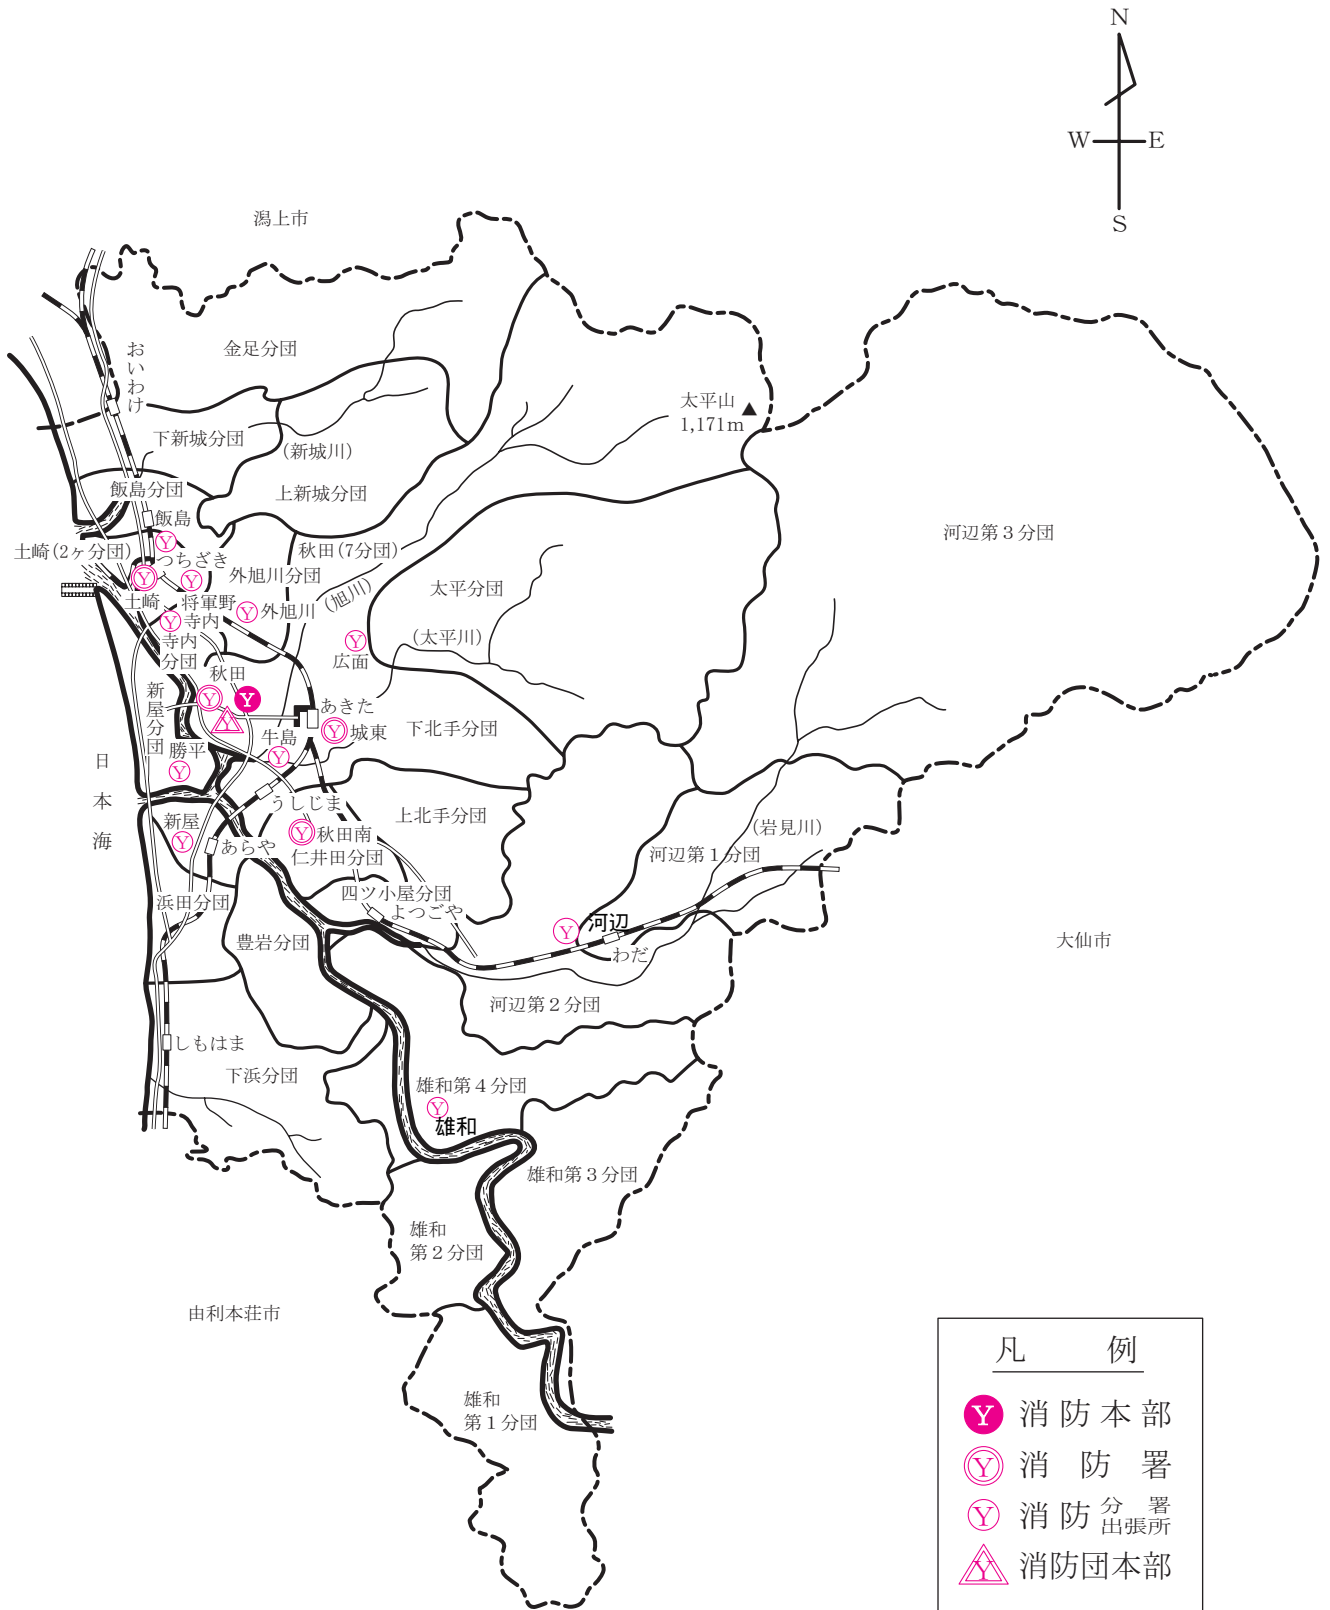 N
W E
S
潟上市
金足分団
おいわけ
太平山
1,171m
下新城分団
(新城川)
飯島分団
上新城分団
飯島
土崎(2ヶ分団)
秋田(7分団)
河辺第３分団
つちざき
外旭川分団
太平分団
土崎
将軍野
外旭川
(旭川)
寺内
寺内
分団
(太平川)
広面
秋田
新屋分団
あきた
城東
下北手分団
牛島
勝平
日本海
うしじま
上北手分団
新屋
あらや
秋田南
仁井田分団
(岩見川)
河辺第１分団
四ツ小屋分団
よつごや
浜田分団
豊岩分団
河辺
わだ
大仙市
河辺第２分団
しもはま
下浜分団
雄和第４分団
雄和
雄和第３分団
雄和
第２分団
由利本荘市
雄和
第１分団
凡 例
Y 消防本部
Y 消防署
Y 消防 分署
出張所
Y 消防団本部